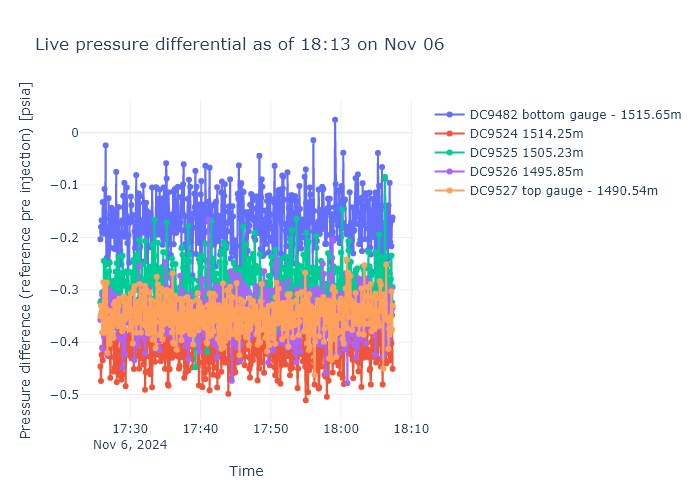 Live pressure differential as of 18:13 on Nov 06
Pressure difference (reference pre injection) [psia]
0
−0.1
−0.2
−0.3
−0.4
−0.5
17:30
17:40
17:50
18:00
18:10
Nov 6, 2024
Time
DC9482 bottom gauge - 1515.65m
DC9524 1514.25m
DC9525 1505.23m
DC9526 1495.85m
DC9527 top gauge - 1490.54m